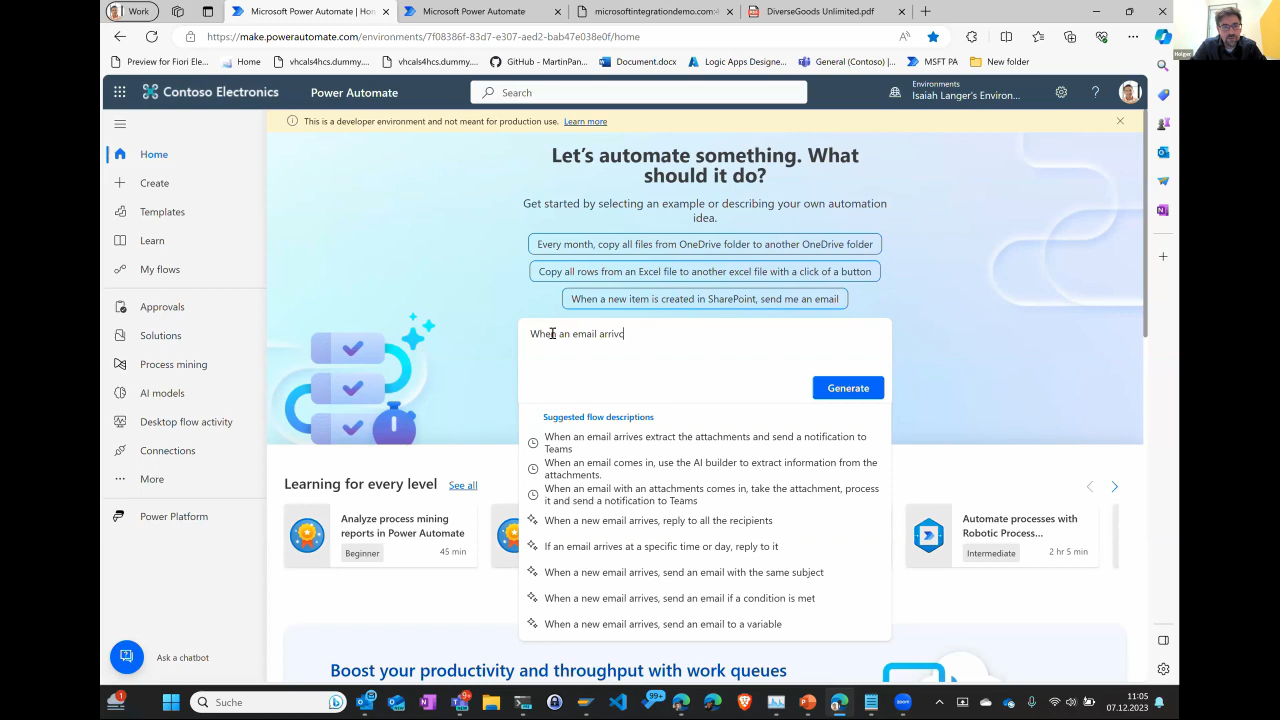 Work
Microsoft Power Automate | Hon
Microsoft Power Automate
microsoftintegrationdemo.com:4
DiverseGoods Unlimited.pdf
https://make.powerautomate.com/environments/7f08386f-83d7-e307-aed2-bab47e038e0f/home
Preview for Fiori Ele...
Home
vhcals4hcs.dummy....
vhcals4hcs.dummy....
GitHub - MartinPan...
Document.docx
Logic Apps Designe...
General (Contoso) |...
MSFT PA
New folder
Holger
Contoso Electronics
Power Automate
Search
Environments
Isaiah Langer's Environ...
This is a developer environment and not meant for production use. Learn more
Home
Create
Templates
Learn
My flows
Approvals
Solutions
Process mining
AI models
Desktop flow activity
Connections
More
Power Platform
Ask a chatbot
Let's automate something. What
should it do?
Get started by selecting an example or describing your own automation
idea.
Every month, copy all files from OneDrive folder to another OneDrive folder
Copy all rows from an Excel file to another excel file with a click of a button
When a new item is created in SharePoint, send me an email
When an email arrivc
Generate
Suggested flow descriptions
When an email arrives extract the attachments and send a notification to
Teams
When an email comes in, use the AI builder to extract information from the
attachments.
When an email with an attachments comes in, take the attachment, process
it and send a notification to Teams
When a new email arrives, reply to all the recipients
If an email arrives at a specific time or day, reply to it
When a new email arrives, send an email with the same subject
When a new email arrives, send an email if a condition is met
When a new email arrives, send an email to a variable
Learning for every level
See all
Analyze process mining
reports in Power Automate
Beginner
45 min
Automate processes with
Robotic Process...
Intermediate
2 hr 5 min
Boost your productivity and throughput with work queues
1
Suche
9+
99+
zoom
11:05
07.12.2023